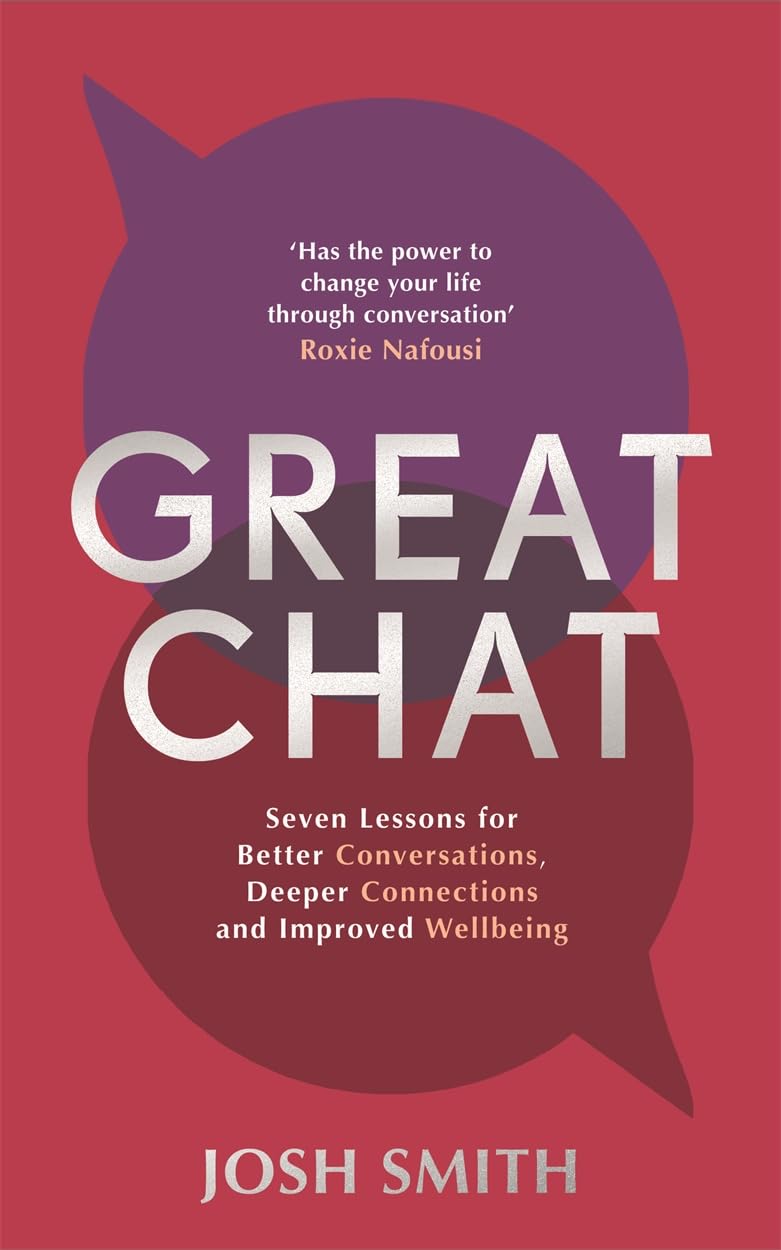 ‘Has the power to
change your life
through conversation’
Roxie Nafousi
GREAT
CHAT
Seven Lessons for
Better Conversations,
Deeper Connections
and Improved Wellbeing
JOSH SMITH